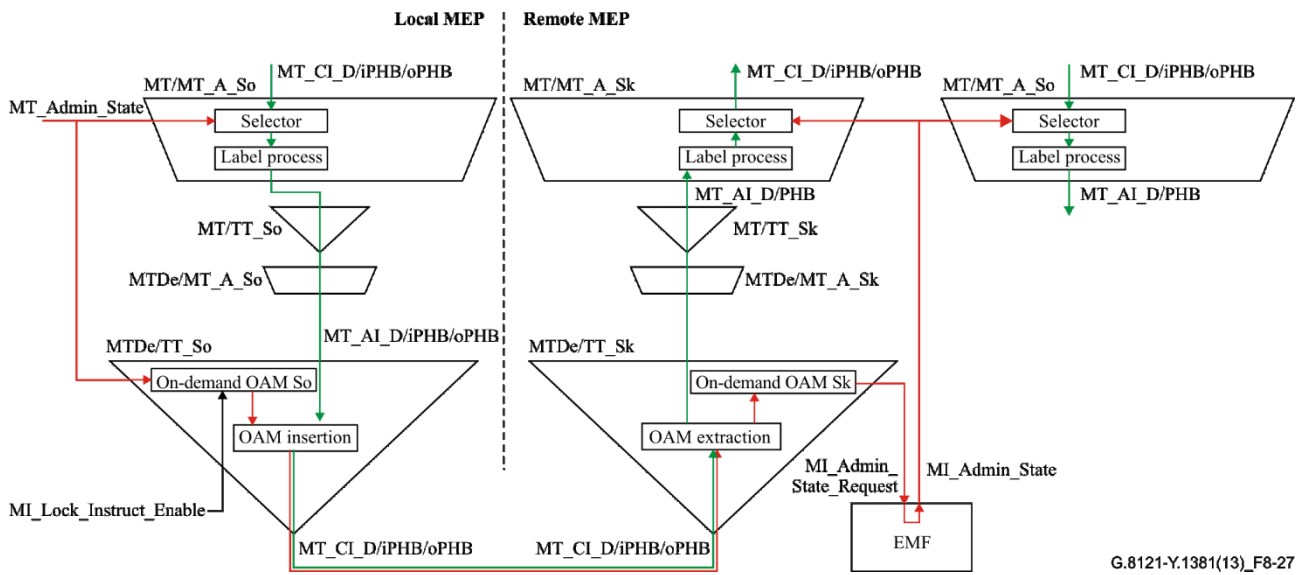 Local MEP
Remote MEP
MT_CI_D/iPHB/oPHB
MT/MT_A_So
MT_Admin_State
Selector
Label process
MT/TT_So
MTDe/MT_A_So
MT_AI_D/iPHB/oPHB
MTDe/TT_So
On-demand OAM So
OAM insertion
MI_Lock_Instruct_Enable
MT_CI_D/iPHB/oPHB
MT_CI_D/iPHB/oPHB
MT/MT_A_Sk
Selector
Label process
MT_AI_D/PHB
MT/TT_Sk
MTDe/MT_A_Sk
MTDe/TT_Sk
On-demand OAM Sk
OAM extraction
MT_CI_D/iPHB/oPHB
MT_CI_D/iPHB/oPHB
MT/MT_A_So
Selector
Label process
MT_AI_D/PHB
MI_Admin_
State_Request
MI_Admin_State
EMF
G.8121-Y.1381(13)_F8-27